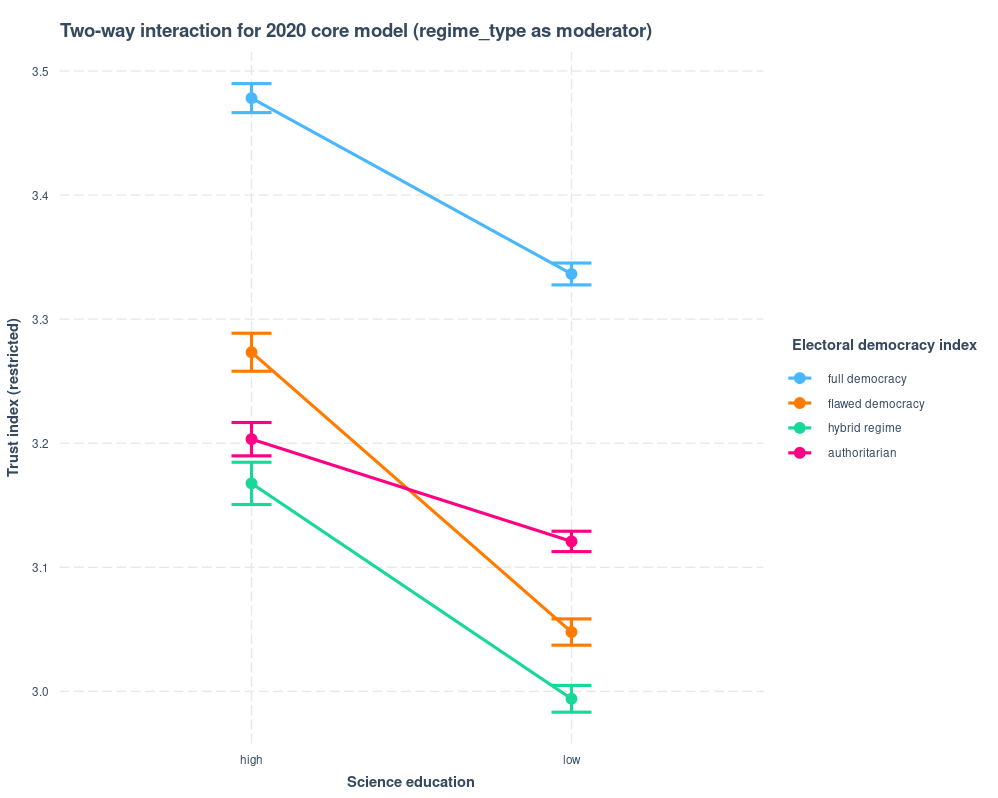 Two-way interaction for 2020 core model (regime_type as moderator)
3.5
3.4
3.3
3.2
3.1
3.0
Trust index (restricted)
high
low
Science education
Electoral democracy index
full democracy
flawed democracy
hybrid regime
authoritarian